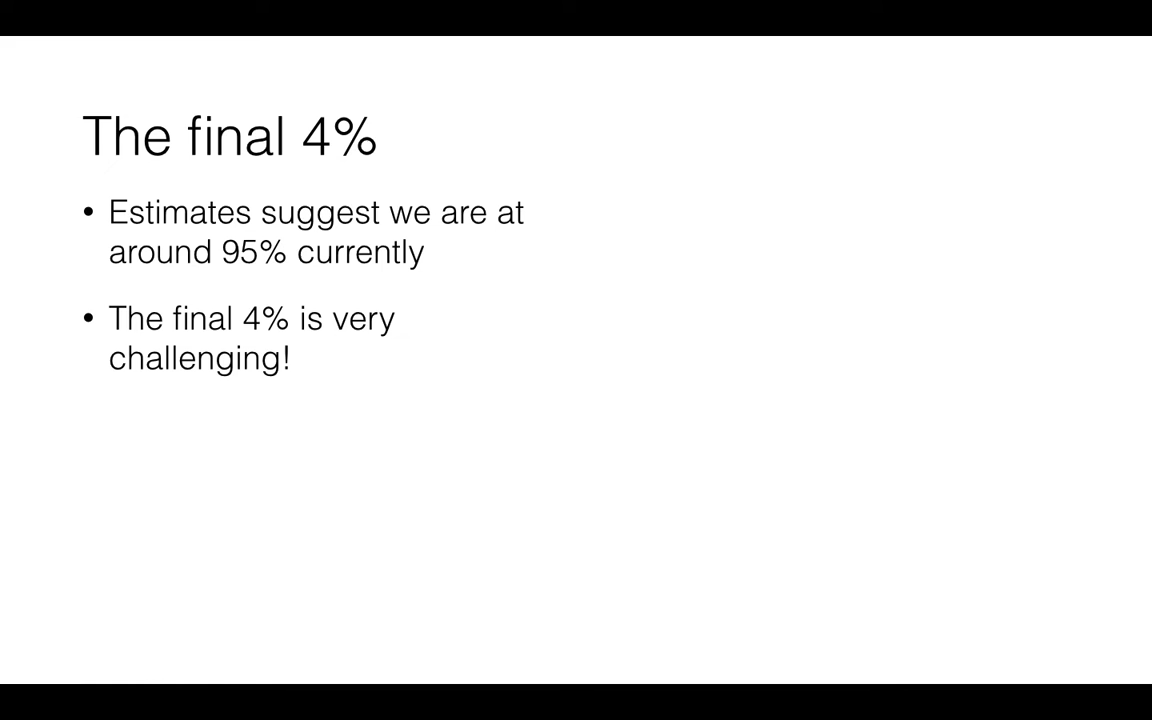 The final 4%
• Estimates suggest we are at
around 95% currently
• The final 4% is very
challenging!